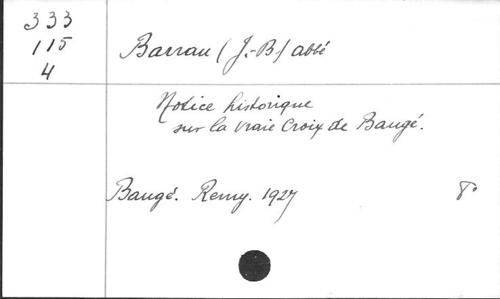 333
115
4
Barrau (J.-B) abbé
Notice historique
sur la vraie Croix de Baugé.
Baugé. Remy. 1927
8°